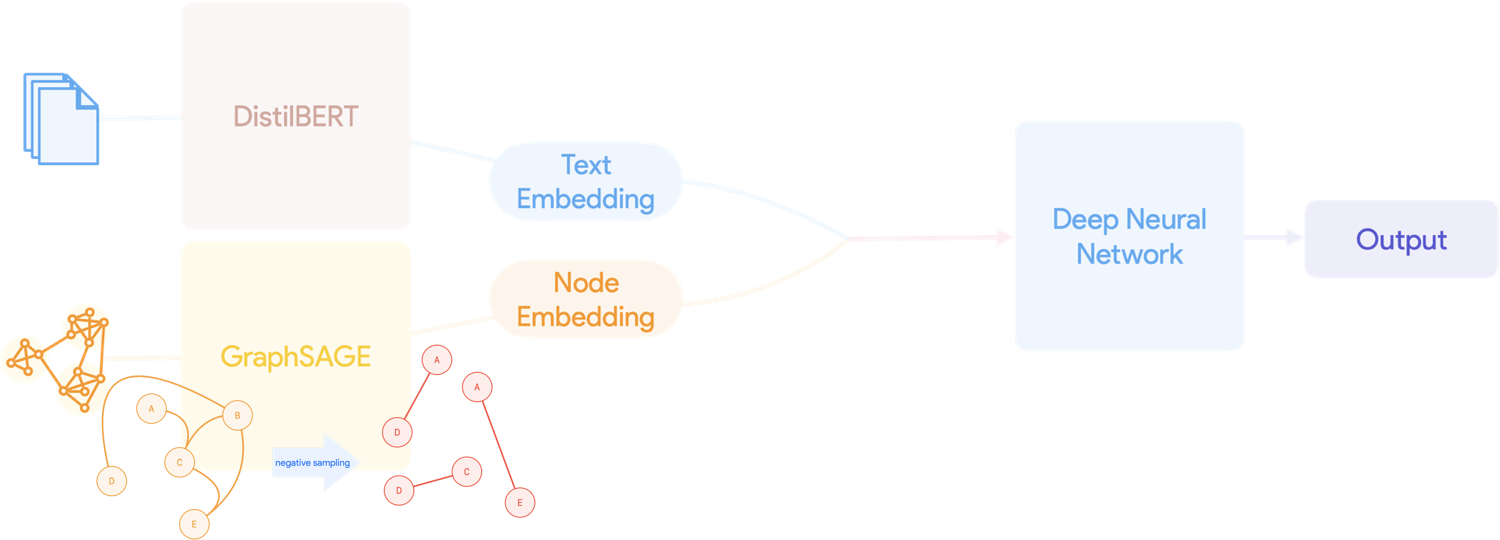 DistilBERT
Text
Embedding
Deep Neural
Network
Output
Node
Embedding
GraphSAGE
A
B
C
D
E
negative sampling
A
D
A
E
D
C